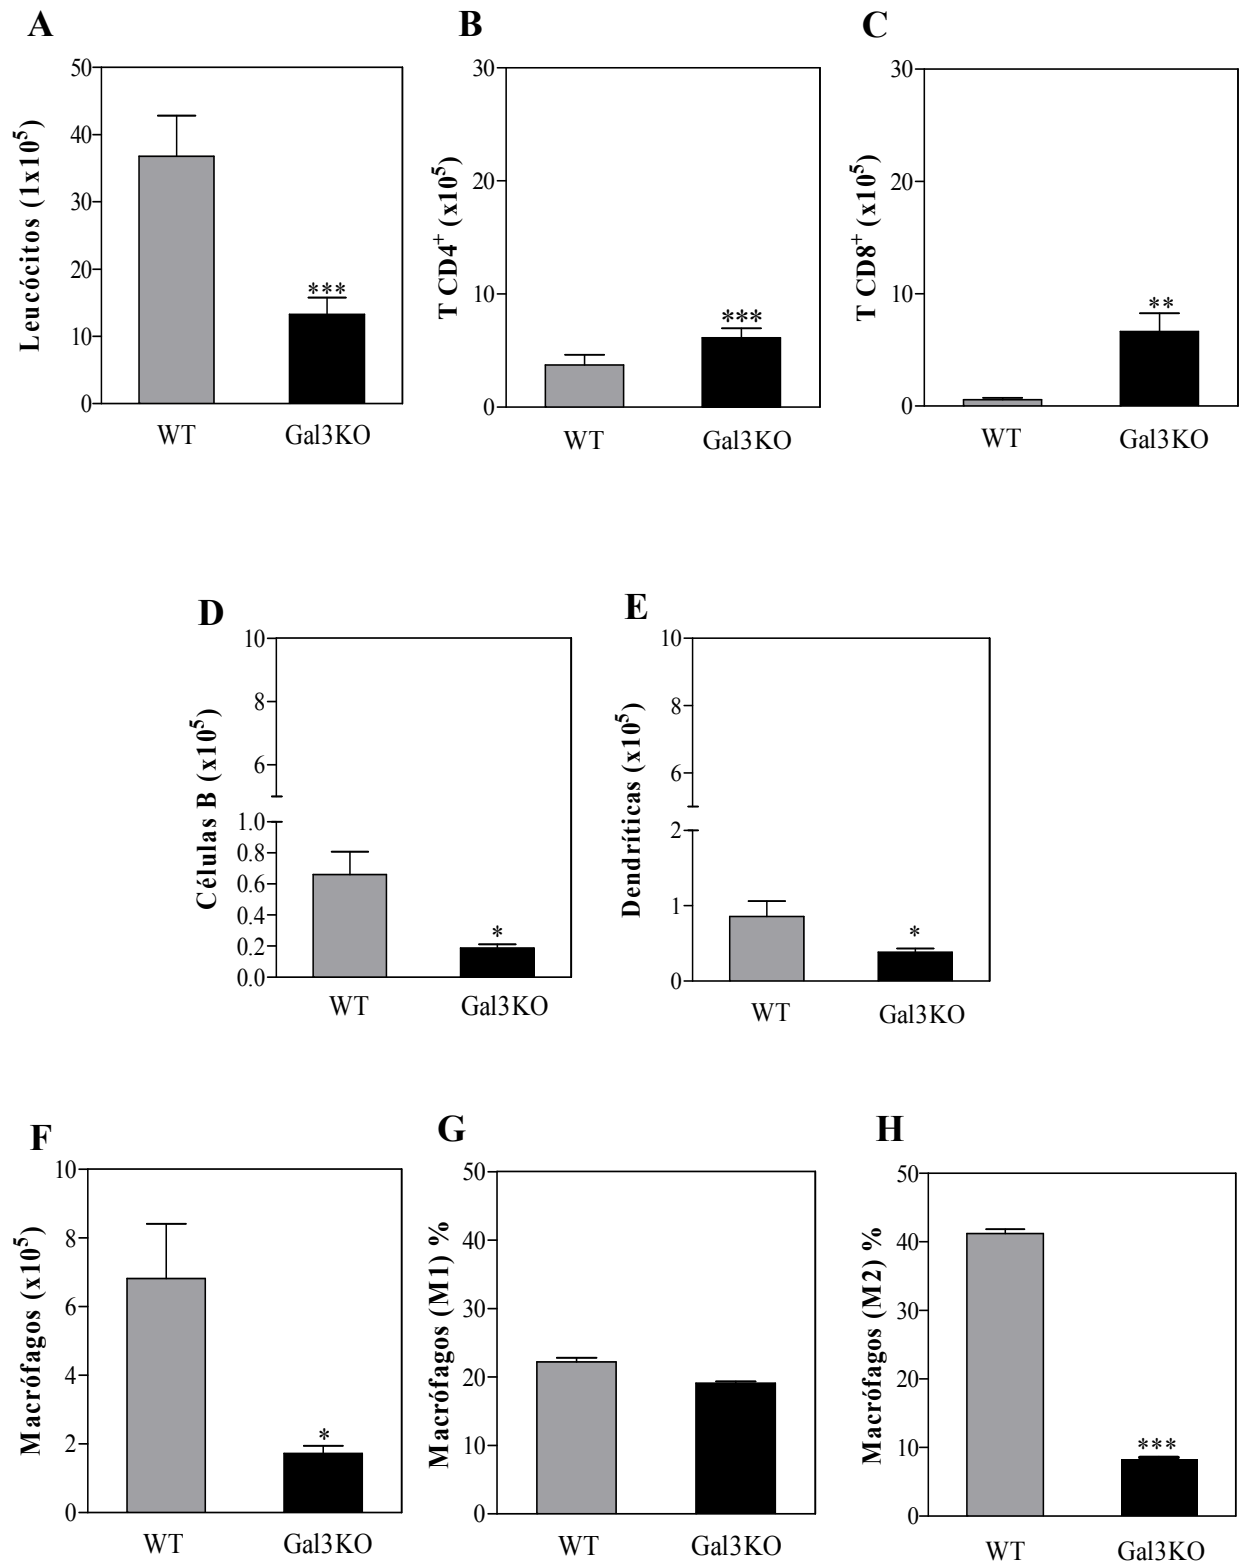 A
Leucócitos (1x10⁵)
50
40
30
20
10
0
***
WT
Gal3KO
B
T CD4⁺ (x10⁵)
30
20
10
0
***
WT
Gal3KO
C
T CD8⁺ (x10⁵)
30
20
10
0
**
WT
Gal3KO
D
Células B (x10⁵)
10
8
6
1.0
0.8
0.6
0.4
0.2
0.0
*
WT
Gal3KO
E
Dendríticas (x10⁵)
10
8
6
2
1
0
*
WT
Gal3KO
F
Macrófagos (x10⁵)
10
8
6
4
2
0
*
WT
Gal3KO
G
Macrófagos (M1) %
50
40
30
20
10
0
WT
Gal3KO
H
Macrófagos (M2) %
50
40
30
20
10
0
***
WT
Gal3KO